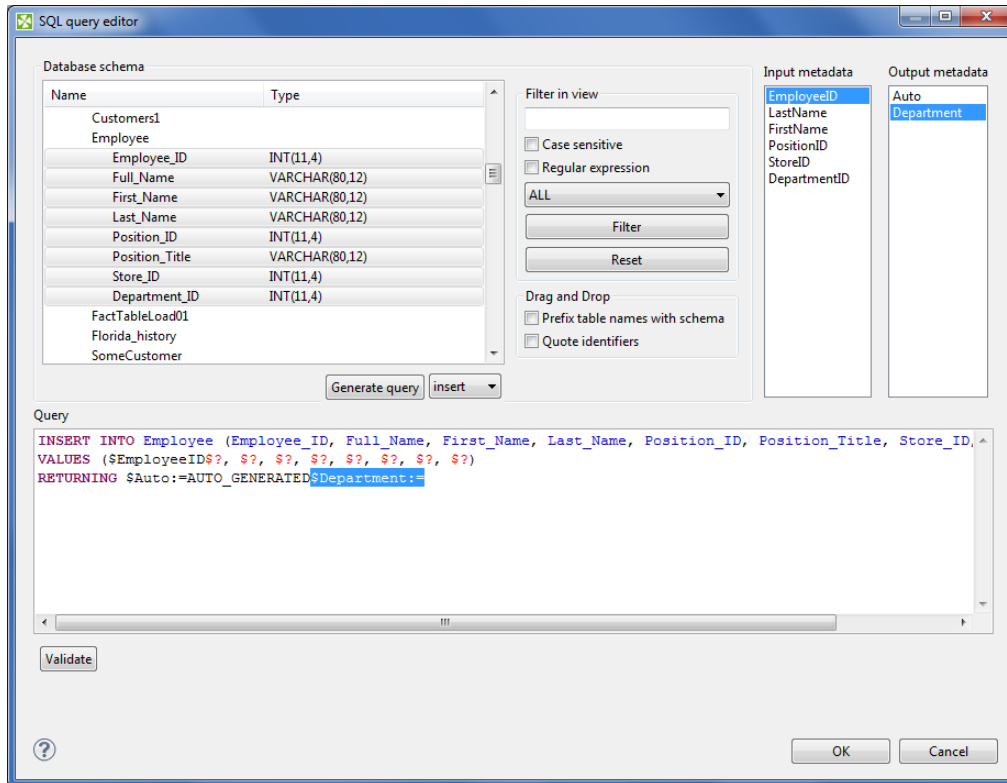 SQL query editor
Database schema
Name Type
Customers1
Employee
Employee_ID INT(11,4)
Full_Name VARCHAR(80,12)
First_Name VARCHAR(80,12)
Last_Name VARCHAR(80,12)
Position_ID INT(11,4)
Position_Title VARCHAR(80,12)
Store_ID INT(11,4)
Department_ID INT(11,4)
FactTableLoad01
Florida_history
SomeCustomer
Generate query insert
Filter in view
Case sensitive
Regular expression
ALL
Filter
Reset
Drag and Drop
Prefix table names with schema
Quote identifiers
Input metadata
EmployeeID
LastName
FirstName
PositionID
StoreID
DepartmentID
Output metadata
Auto
Department
Query
INSERT INTO Employee (Employee_ID, Full_Name, First_Name, Last_Name, Position_ID, Position_Title, Store_ID,
VALUES ($EmployeeID$?, $?, $?, $?, $?, $?, $?, $?)
RETURNING $Auto:=AUTO_GENERATED$Department:=
Validate
?
OK Cancel